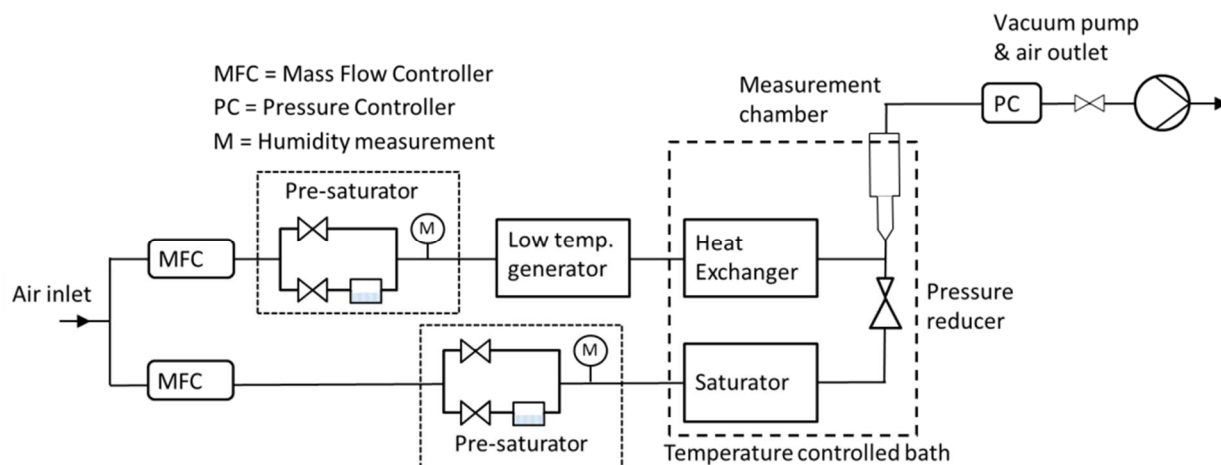 Vacuum pump
& air outlet
MFC = Mass Flow Controller
PC = Pressure Controller
M = Humidity measurement
Measurement
chamber
PC
Pre-saturator
M
MFC
Low temp.
generator
Heat
Exchanger
Air inlet
Pressure
reducer
M
MFC
Saturator
Pre-saturator
Temperature controlled bath